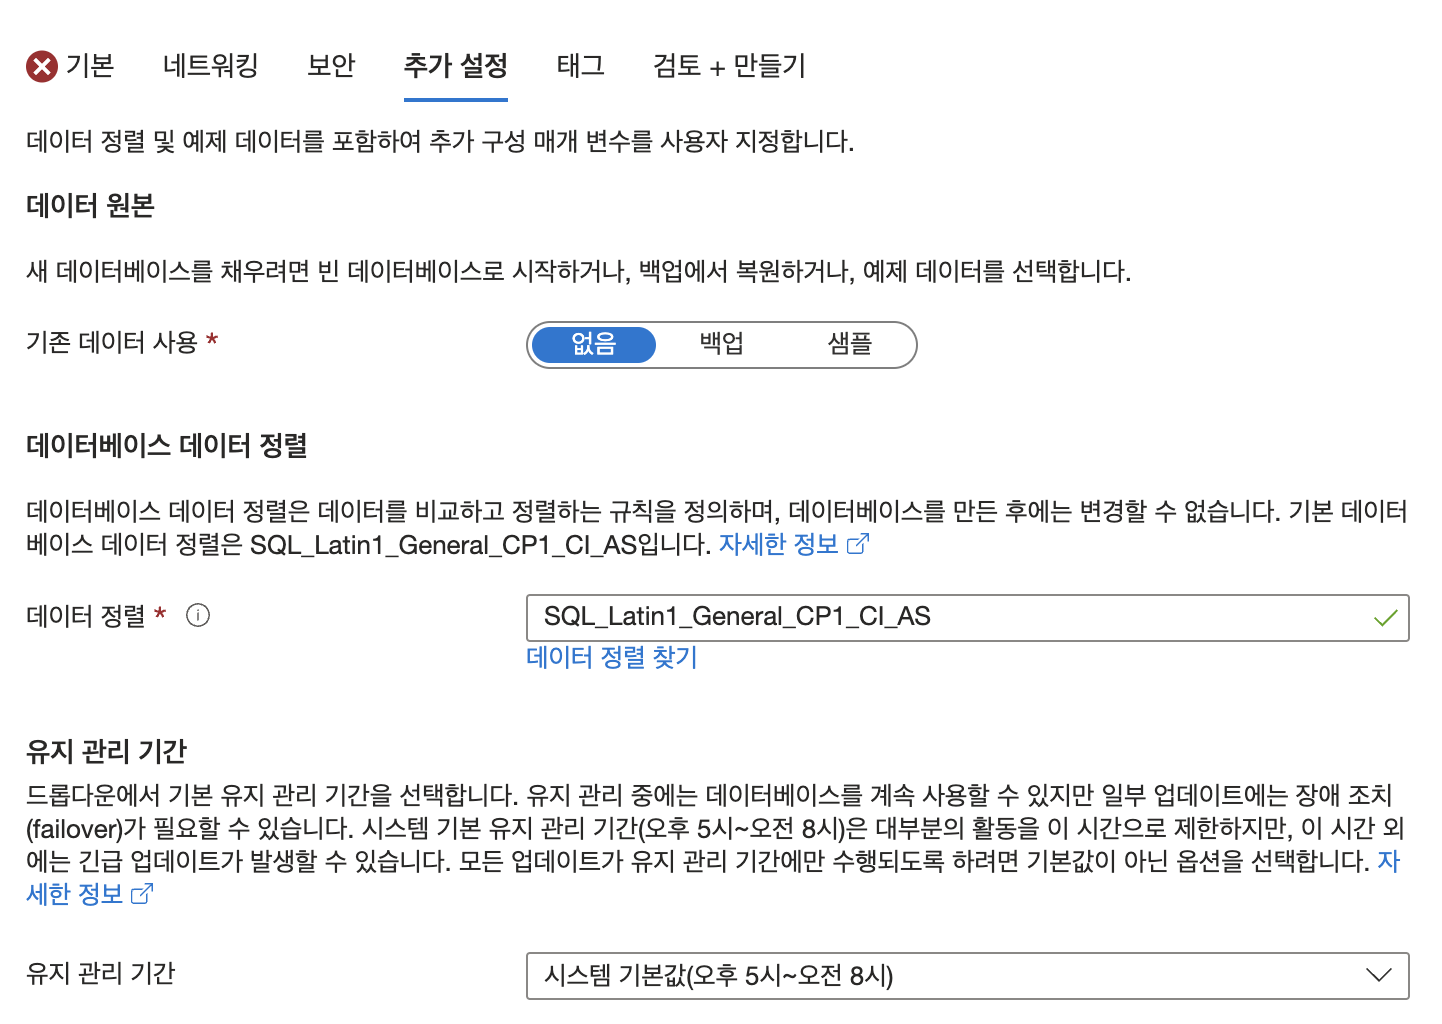 기본 네트워킹 보안 추가 설정 태그 검토 + 만들기
데이터 정렬 및 예제 데이터를 포함하여 추가 구성 매개 변수를 사용자 지정합니다.
데이터 원본
새 데이터베이스를 채우려면 빈 데이터베이스로 시작하거나, 백업에서 복원하거나, 예제 데이터를 선택합니다.
기존 데이터 사용 * 없음 백업 샘플
데이터베이스 데이터 정렬
데이터베이스 데이터 정렬은 데이터를 비교하고 정렬하는 규칙을 정의하며, 데이터베이스를 만든 후에는 변경할 수 없습니다. 기본 데이터
베이스 데이터 정렬은 SQL_Latin1_General_CP1_CI_AS입니다. 자세한 정보
데이터 정렬 * SQL_Latin1_General_CP1_CI_AS
데이터 정렬 찾기
유지 관리 기간
드롭다운에서 기본 유지 관리 기간을 선택합니다. 유지 관리 중에는 데이터베이스를 계속 사용할 수 있지만 일부 업데이트에는 장애 조치
(failover)가 필요할 수 있습니다. 시스템 기본 유지 관리 기간(오후 5시~오전 8시)은 대부분의 활동을 이 시간으로 제한하지만, 이 시간 외
에는 긴급 업데이트가 발생할 수 있습니다. 모든 업데이트가 유지 관리 기간에만 수행되도록 하려면 기본값이 아닌 옵션을 선택합니다. 자
세한 정보
유지 관리 기간 시스템 기본값(오후 5시~오전 8시)